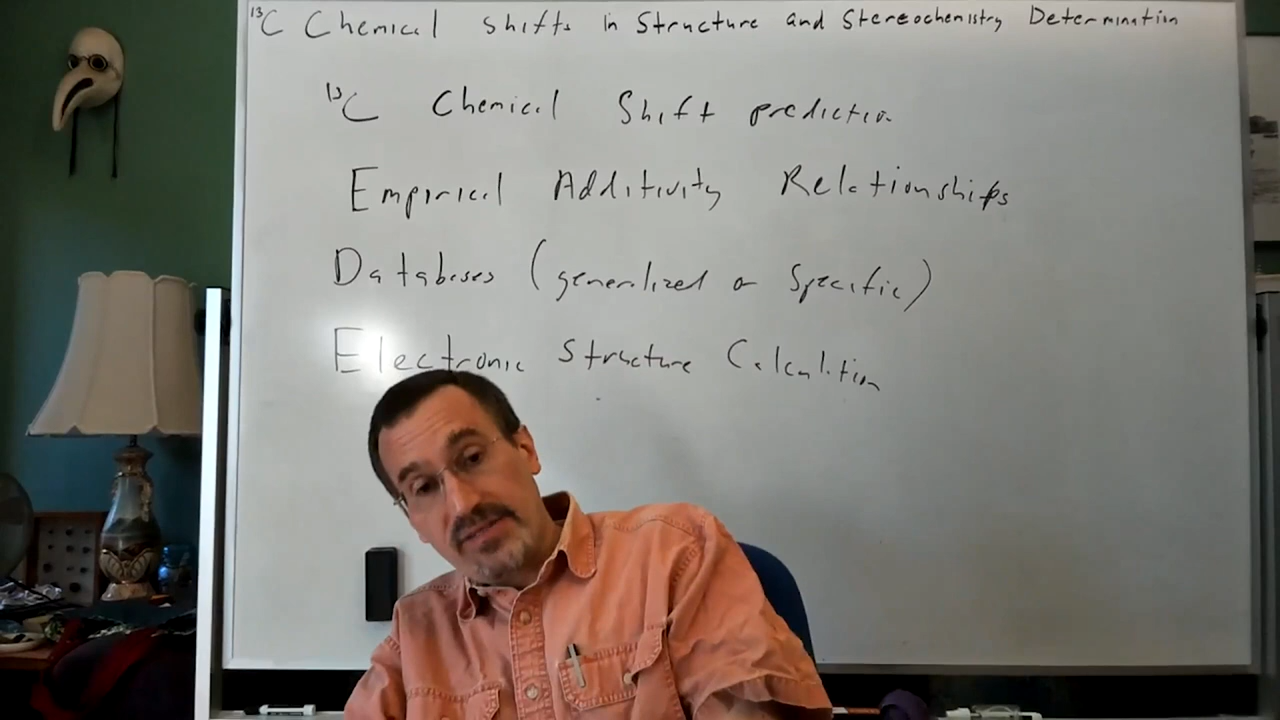 ¹³C Chemical Shifts in Structure and Stereochemistry Determination
¹³C Chemical Shift prediction
Empirical Additivity Relationships
Databases (generalized or Specific)
Electronic Structure Calculation